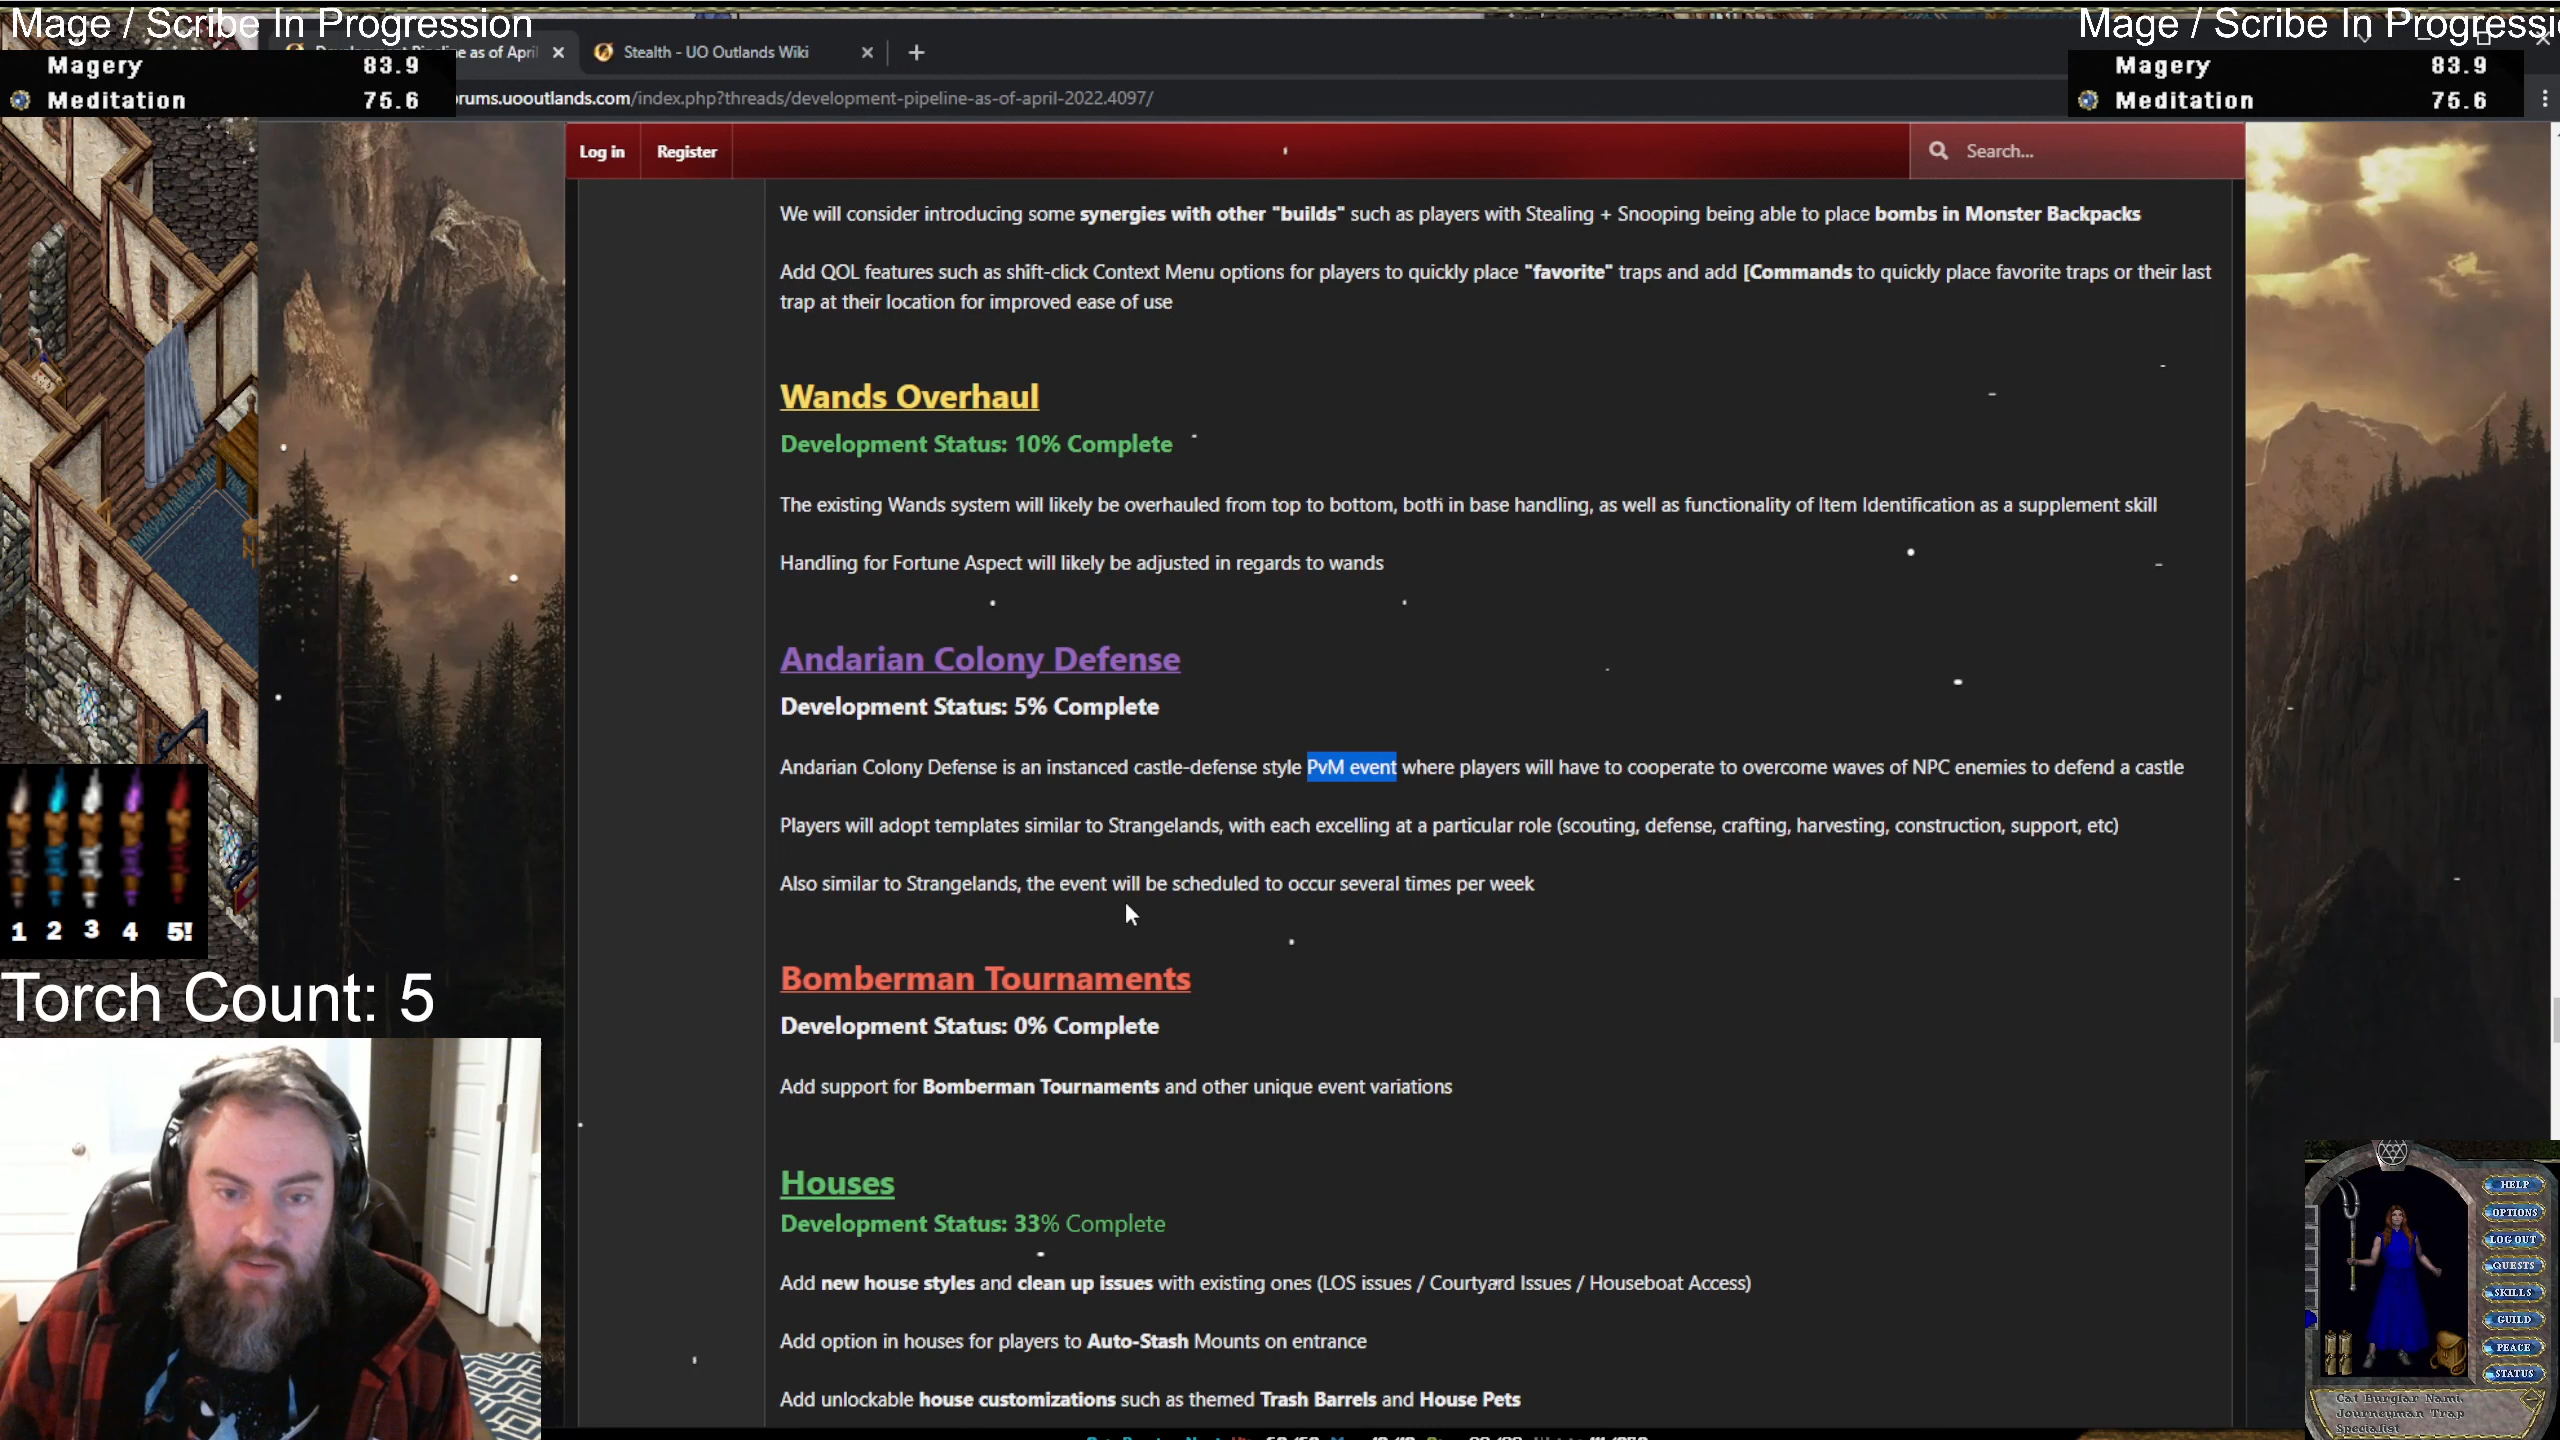 Mage / Scribe In Progression
Mage / Scribe In Progressi
e as of April
Stealth - UO Outlands Wiki
Magery 83.9
Meditation 75.6
Magery 83.9
Meditation 75.6
orums.uooutlands.com/index.php?threads/development-pipeline-as-of-april-2022.4097/
Log in
Register
Search...
We will consider introducing some synergies with other "builds" such as players with Stealing + Snooping being able to place bombs in Monster Backpacks
Add QOL features such as shift-click Context Menu options for players to quickly place "favorite" traps and add [Commands to quickly place favorite traps or their last
trap at their location for improved ease of use
Wands Overhaul
Development Status: 10% Complete
The existing Wands system will likely be overhauled from top to bottom, both in base handling, as well as functionality of Item Identification as a supplement skill
Handling for Fortune Aspect will likely be adjusted in regards to wands
Andarian Colony Defense
Development Status: 5% Complete
Andarian Colony Defense is an instanced castle-defense style PvM event where players will have to cooperate to overcome waves of NPC enemies to defend a castle
Players will adopt templates similar to Strangelands, with each excelling at a particular role (scouting, defense, crafting, harvesting, construction, support, etc)
Also similar to Strangelands, the event will be scheduled to occur several times per week
Bomberman Tournaments
Development Status: 0% Complete
Add support for Bomberman Tournaments and other unique event variations
Houses
Development Status: 33% Complete
Add new house styles and clean up issues with existing ones (LOS issues / Courtyard Issues / Houseboat Access)
Add option in houses for players to Auto-Stash Mounts on entrance
Add unlockable house customizations such as themed Trash Barrels and House Pets
1 2 3 4 5!
Torch Count: 5
HELP
OPTIONS
LOG OUT
QUESTS
SKILLS
GUILD
PEACE
STATUS
Cat Burglar Nami,
Journeyman Trap
Specialist